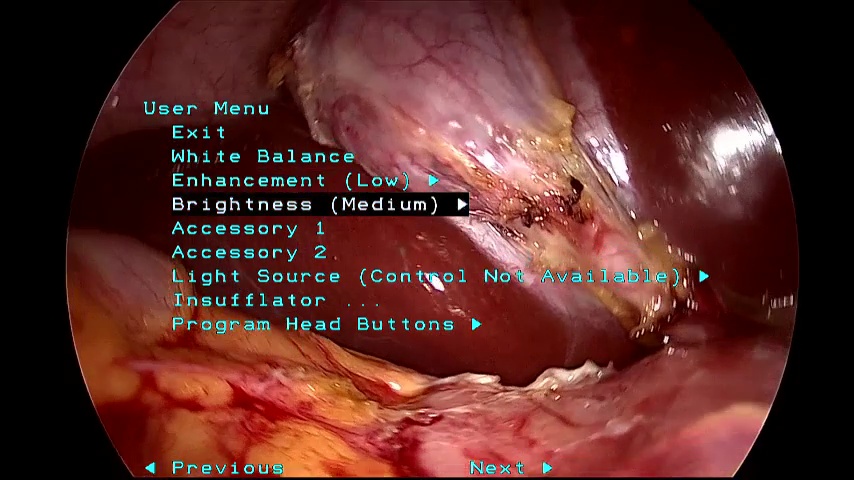 User Menu
Exit
White Balance
Enhancement (Low) ▶
Brightness (Medium) ▶
Accessory 1
Accessory 2
Light Source (Control Not Available) ▶
Insufflator ...
Program Head Buttons ▶
◀ Previous Next ▶